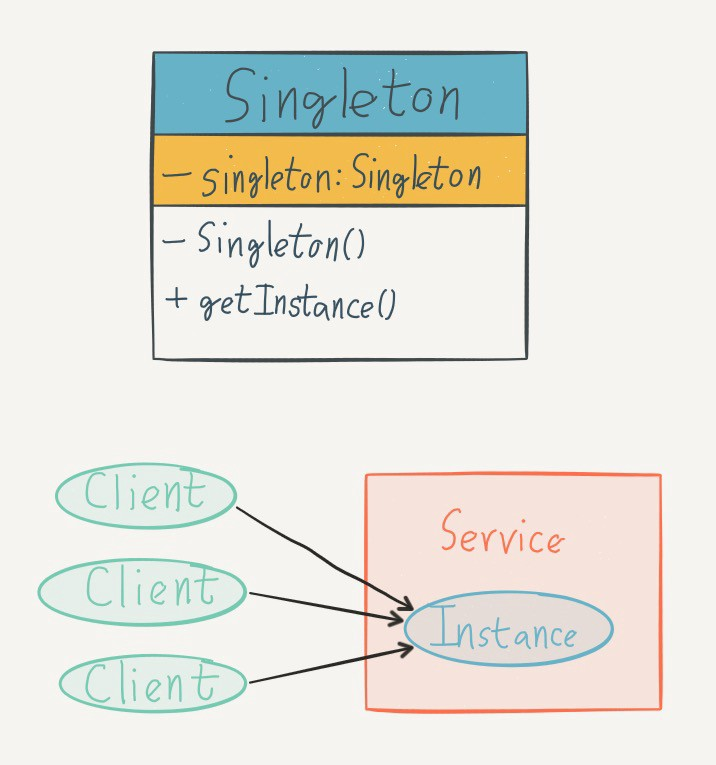 Singleton
- singleton: Singleton
- Singleton()
+ getInstance()
Client
Service
Client
Instance
Client